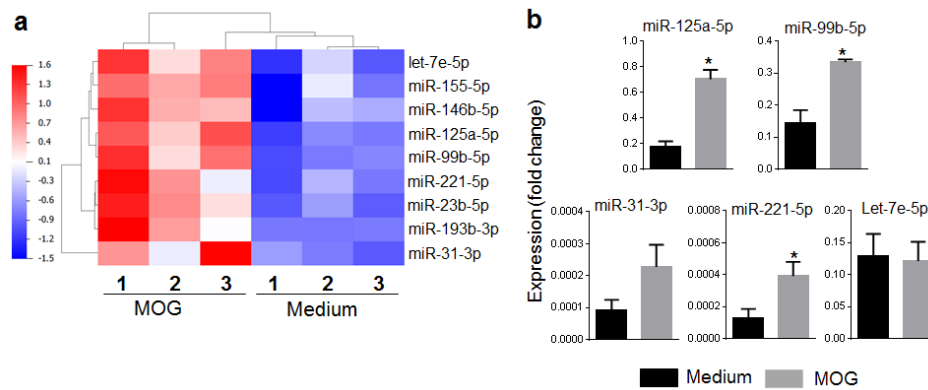 a
1.6
1.3
1.0
0.7
0.4
0.1
-0.3
-0.6
-0.9
-1.2
-1.5
let-7e-5p
miR-155-5p
miR-146b-5p
miR-125a-5p
miR-99b-5p
miR-221-5p
miR-23b-5p
miR-193b-3p
miR-31-3p
1 2 3 1 2 3
MOG Medium
b
Expression (fold change)
miR-125a-5p
1.0
0.8
0.6
0.4
0.2
0.0
*
miR-99b-5p
0.4
0.3
0.2
0.1
0.0
*
miR-31-3p
0.0004
0.0003
0.0002
0.0001
0.0000
miR-221-5p
0.0008
0.0006
0.0004
0.0002
0.0000
*
Let-7e-5p
0.20
0.15
0.10
0.05
0.00
Medium MOG